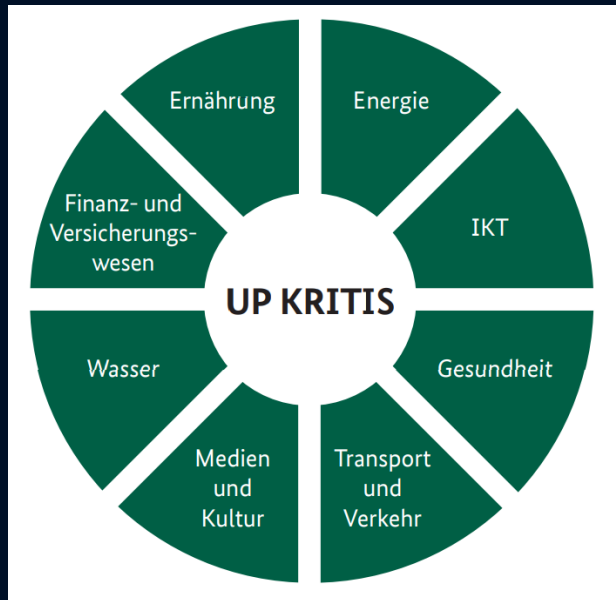 Ernährung
Energie
Finanz- und
Versicherungs-
wesen
IKT
UP KRITIS
Wasser
Gesundheit
Medien
und
Kultur
Transport
und
Verkehr